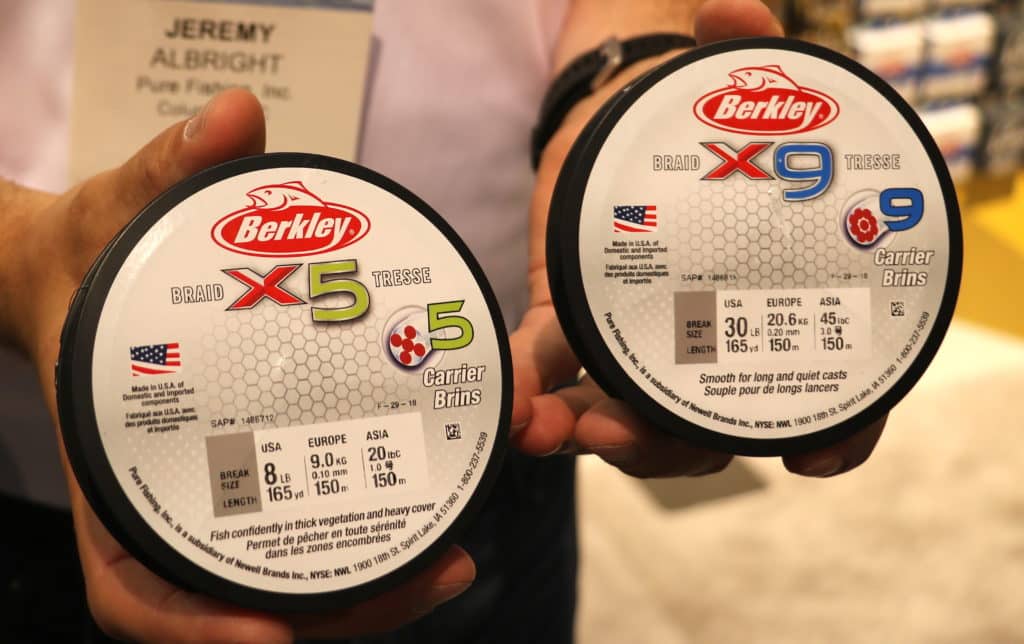 JEREMY
ALBRIGHT
Pure Fishing, Inc.
Berkley
BRAID X5 TRESSE
5
Carrier
Brins
Made in U.S.A. of
Domestic and Imported
components
Fabriqué aux U.S.A. avec
des produits domestiques
et importés
SAP# 1486712
F-29-18
USA EUROPE ASIA
BREAK 8 LB 9.0 KG 20 lbC
SIZE 0.10 mm 1.0
LENGTH 165 yd 150 m 150 m
Fish confidently in thick vegetation and heavy cover
Permet de pêcher en toute sérénité
dans les zones encombrées
Pure Fishing, Inc., is a subsidiary of Newell Brands Inc., NYSE: NWL 1900 18th St. Spirit Lake, IA 51360 1-800-237-5539
Berkley
BRAID X9 TRESSE
9
Carrier
Brins
Made in U.S.A. of
Domestic and Imported
components
Fabriqué aux U.S.A. avec
des produits domestiques
et importés
F-29-18
USA EUROPE ASIA
BREAK 30 LB 20.6 KG 45 lbC
SIZE 0.20 mm 3.0
LENGTH 165 yd 150 m 150 m
Smooth for long and quiet casts
Souple pour de longs lancers
Pure Fishing, Inc., is a subsidiary of Newell Brands Inc., NYSE: NWL 1900 18th St. Spirit Lake, IA 51360 1-800-237-5539